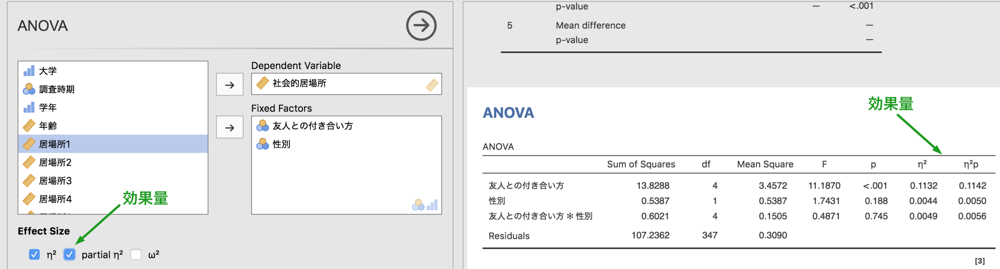 ANOVA
大学
調査時期
学年
年齢
居場所1
居場所2
居場所3
居場所4
Dependent Variable
社会的居場所
Fixed Factors
友人との付き合い方
性別
効果量
Effect Size
η² partial η² ω²
p-value — <.001
5 Mean difference —
p-value —
ANOVA
効果量
ANOVA
Sum of Squares df Mean Square F p η² η²p
友人との付き合い方 13.8288 4 3.4572 11.1870 <.001 0.1132 0.1142
性別 0.5387 1 0.5387 1.7431 0.188 0.0044 0.0050
友人との付き合い方 ✻ 性別 0.6021 4 0.1505 0.4871 0.745 0.0049 0.0056
Residuals 107.2362 347 0.3090
[3]